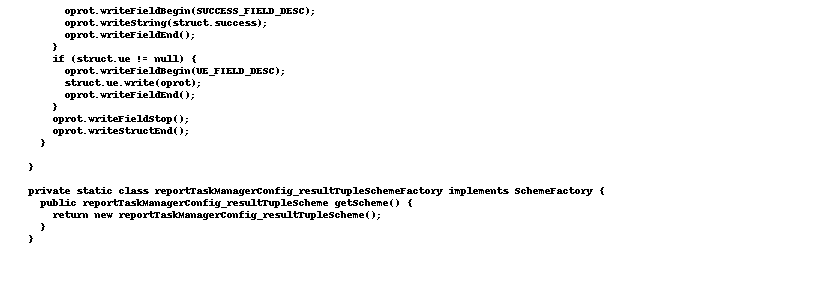 oprot.writeFieldBegin(SUCCESS_FIELD_DESC);
oprot.writeString(struct.success);
oprot.writeFieldEnd();
}
if (struct.ue != null) {
oprot.writeFieldBegin(UE_FIELD_DESC);
struct.ue.write(oprot);
oprot.writeFieldEnd();
}
oprot.writeFieldStop();
oprot.writeStructEnd();
}
}
private static class reportTaskManagerConfig_resultTupleSchemeFactory implements SchemeFactory {
public reportTaskManagerConfig_resultTupleScheme getScheme() {
return new reportTaskManagerConfig_resultTupleScheme();
}
}